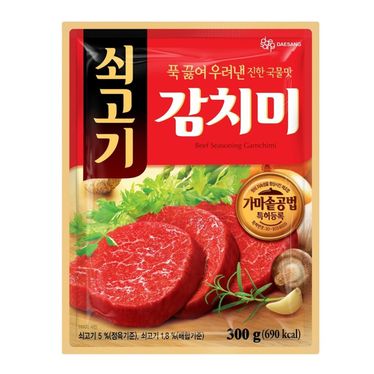 DAESANG
쇠고기
푹 끓여 우려낸 진한 국물맛
감치미
Beef Seasoning Gamchimi
가마솥공법
특허등록
쇠고기 5 %(정육기준), 쇠고기 1.8 %(배합기준)
300 g (690 kcal)